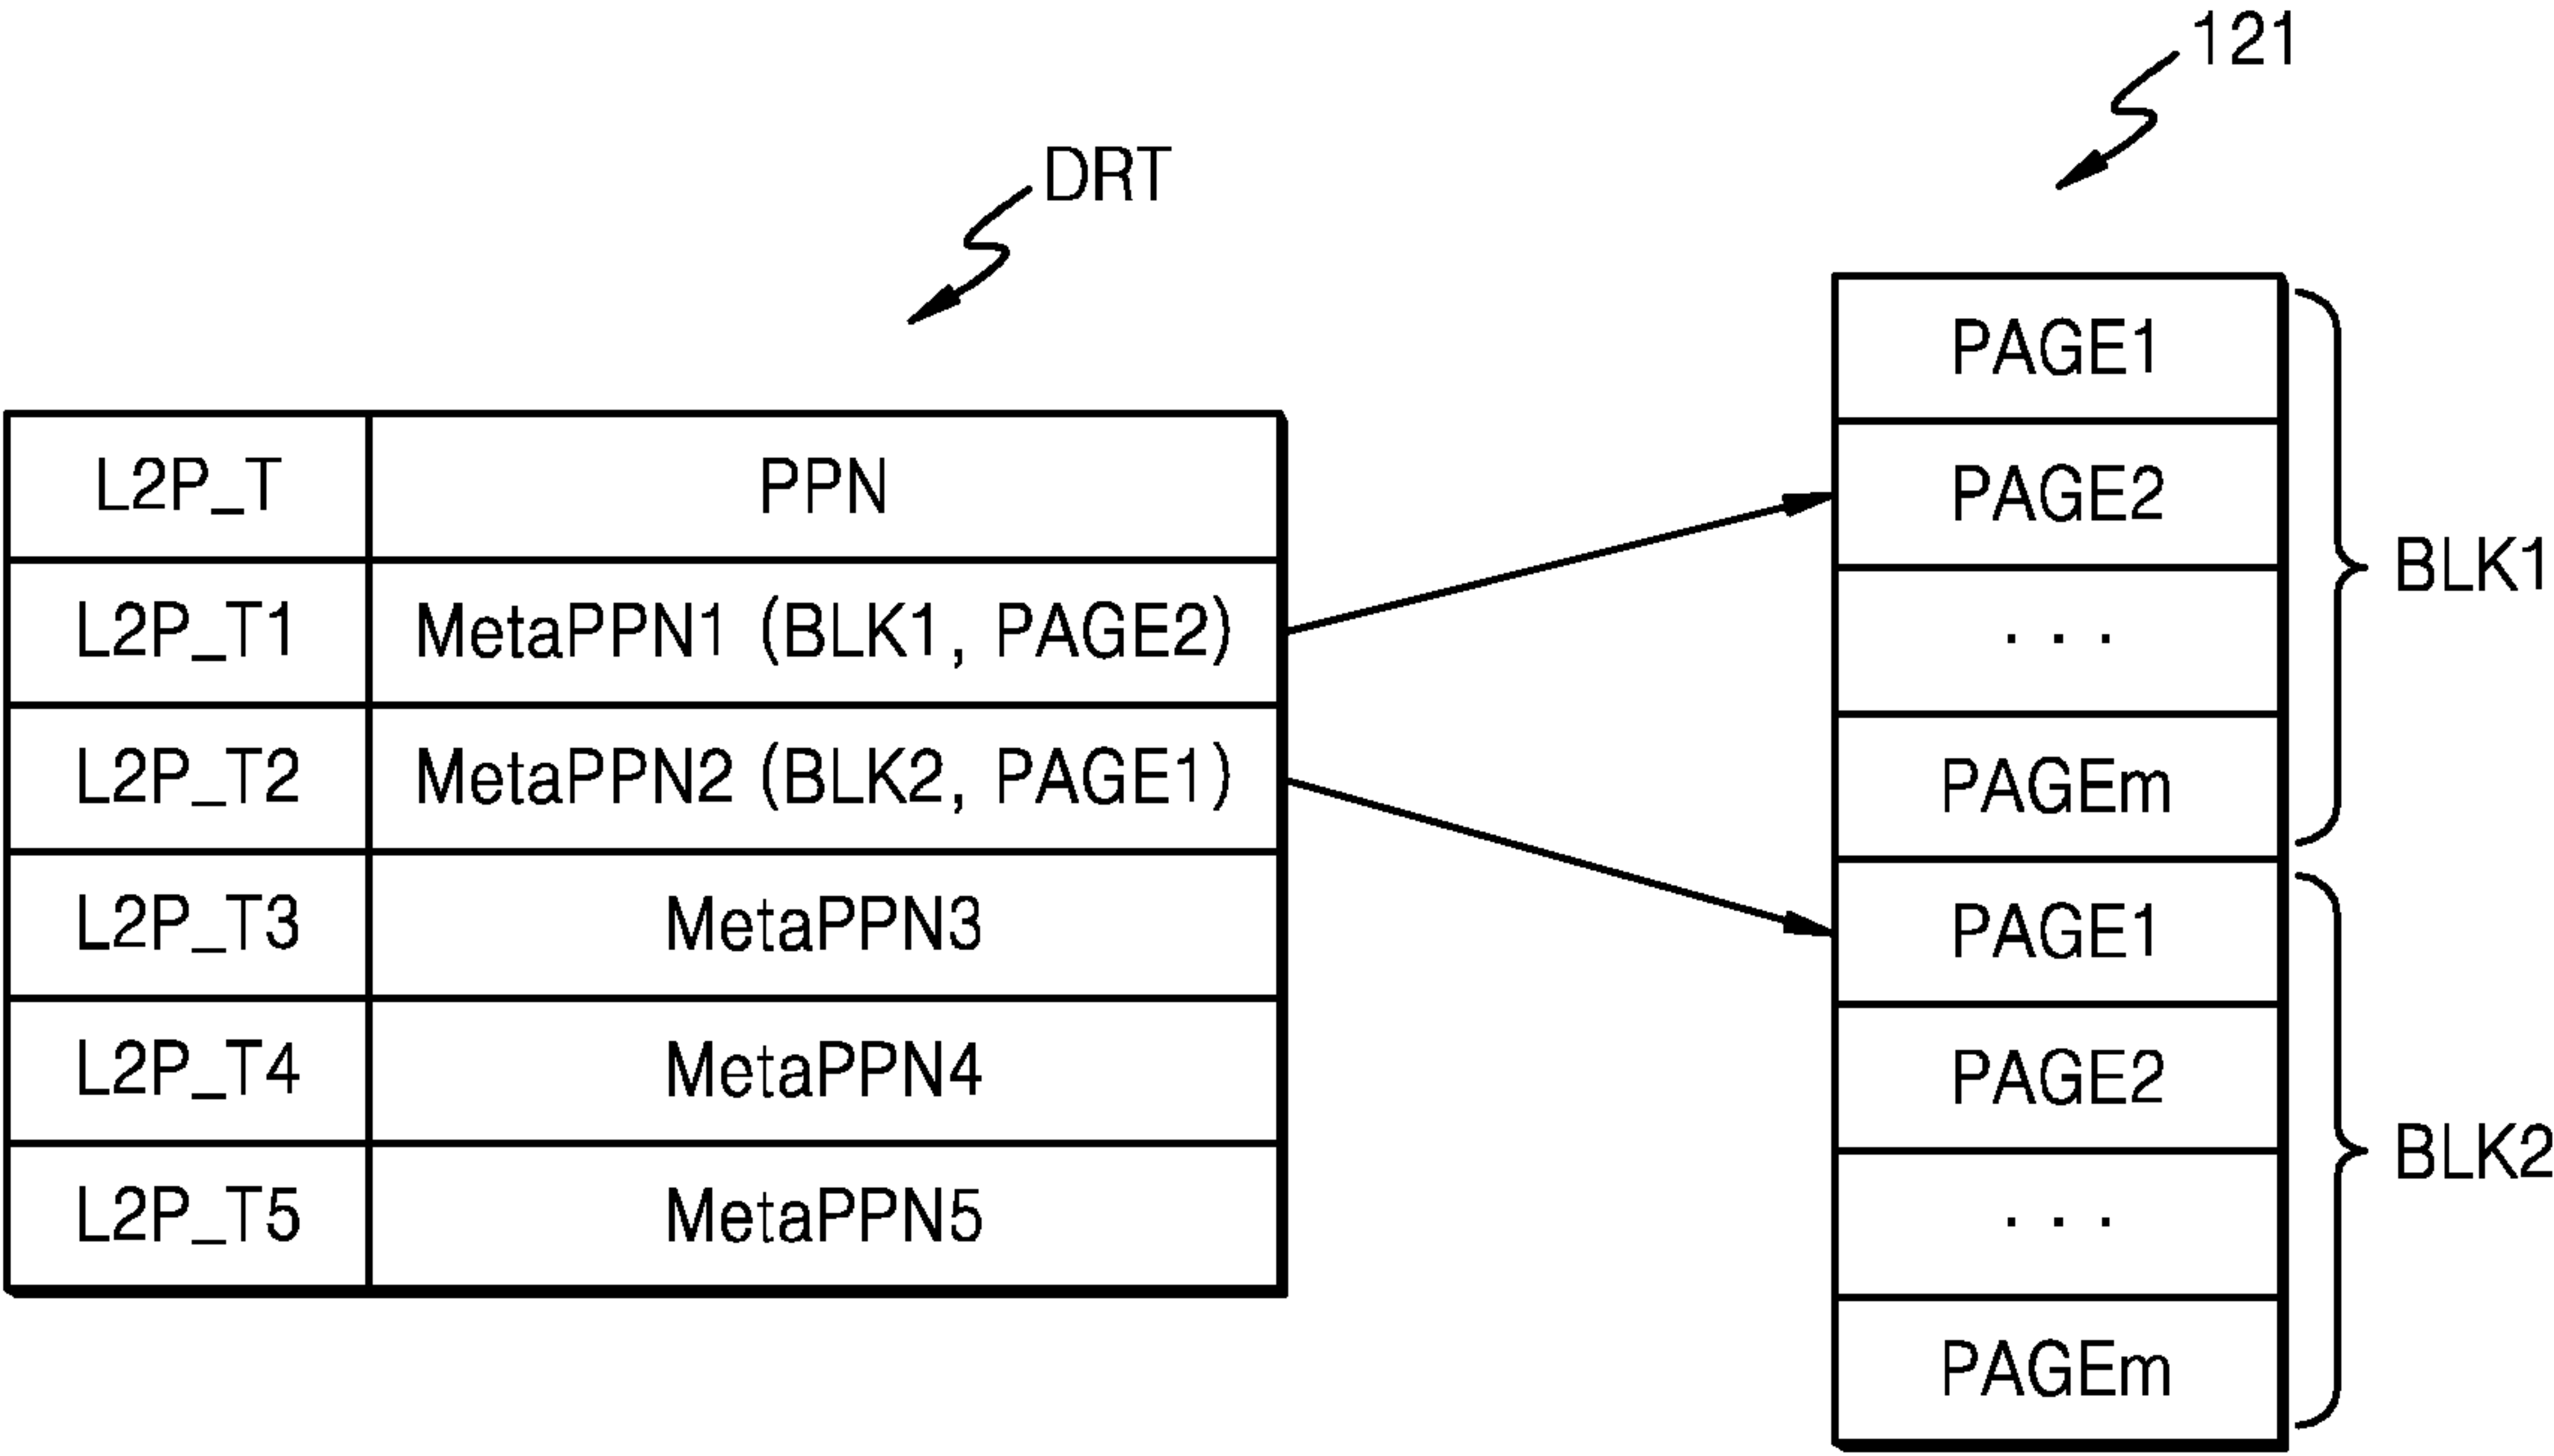 121
DRT
L2P_T PPN
L2P_T1 MetaPPN1 (BLK1, PAGE2)
L2P_T2 MetaPPN2 (BLK2, PAGE1)
L2P_T3 MetaPPN3
L2P_T4 MetaPPN4
L2P_T5 MetaPPN5
PAGE1
PAGE2
. . .
PAGEm
BLK1
PAGE1
PAGE2
. . .
PAGEm
BLK2